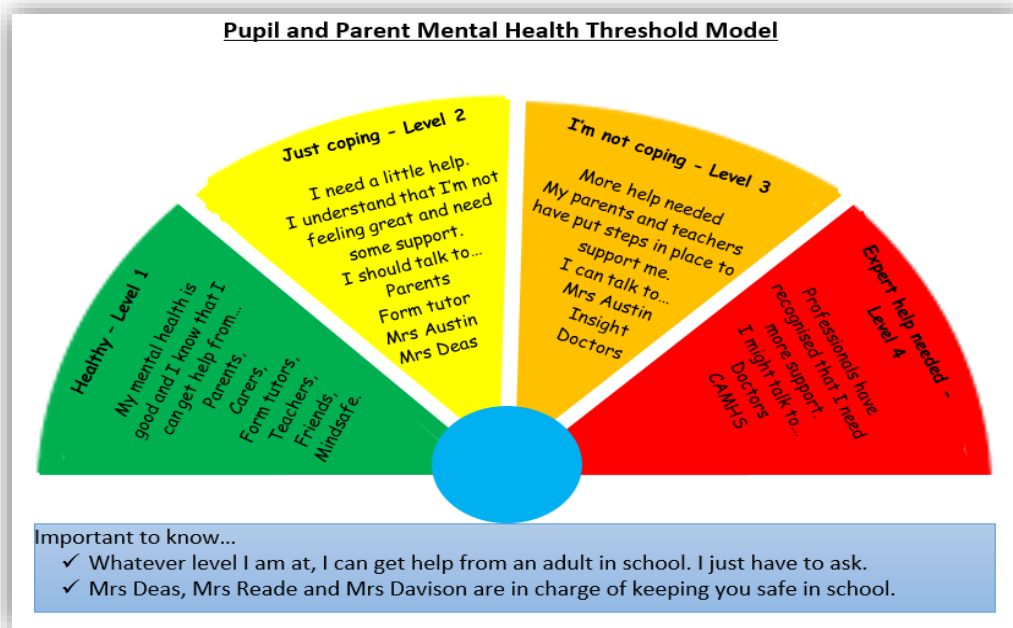 Pupil and Parent Mental Health Threshold Model
Healthy - Level 1
My mental health is
good and I know that I
can get help from...
Parents,
Carers,
Form tutors,
Teachers,
Friends,
Mindsafe.
Just coping - Level 2
I need a little help.
I understand that I'm not
feeling great and need
some support.
I should talk to...
Parents
Form tutor
Mrs Austin
Mrs Deas
I'm not coping - Level 3
More help needed
My parents and teachers
have put steps in place to
support me.
I can talk to...
Mrs Austin
Insight
Doctors
Expert help needed -
Level 4
Professionals have
recognised that I need
more support.
I might talk to...
Doctors
CAMHS
Important to know...
✓ Whatever level I am at, I can get help from an adult in school. I just have to ask.
✓ Mrs Deas, Mrs Reade and Mrs Davison are in charge of keeping you safe in school.